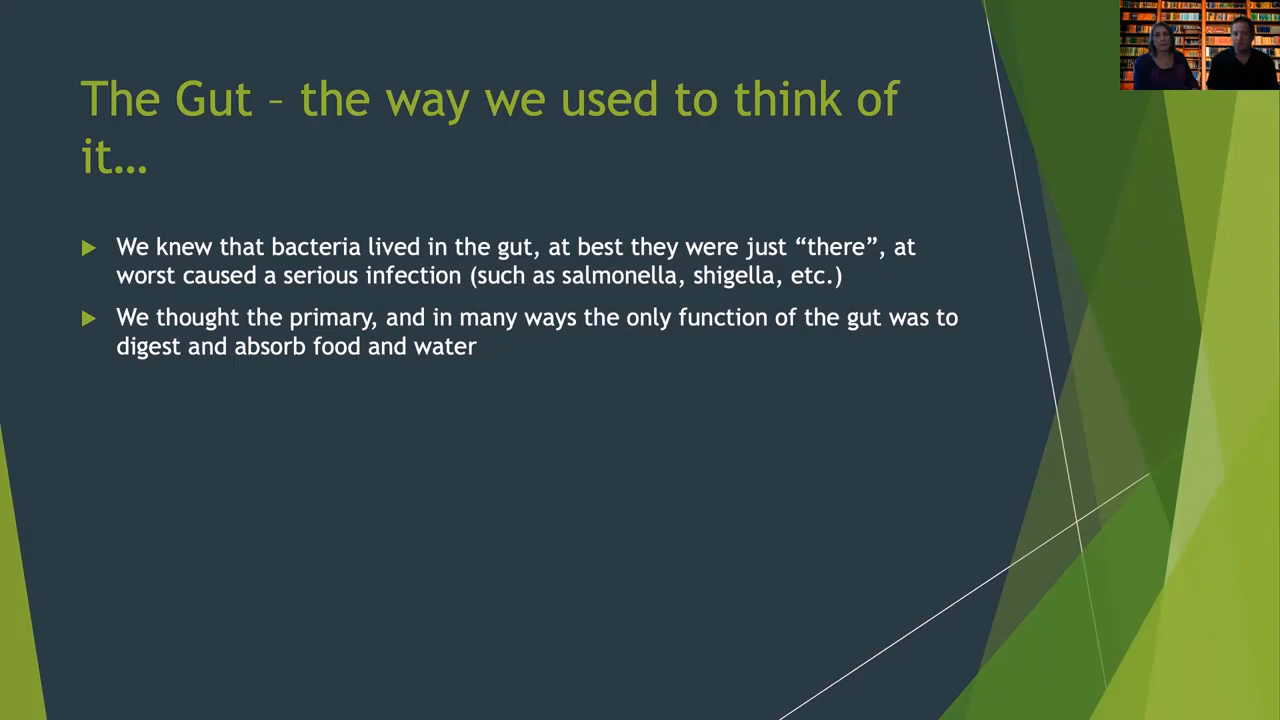 The Gut – the way we used to think of
it…
We knew that bacteria lived in the gut, at best they were just “there”, at
worst caused a serious infection (such as salmonella, shigella, etc.)
We thought the primary, and in many ways the only function of the gut was to
digest and absorb food and water